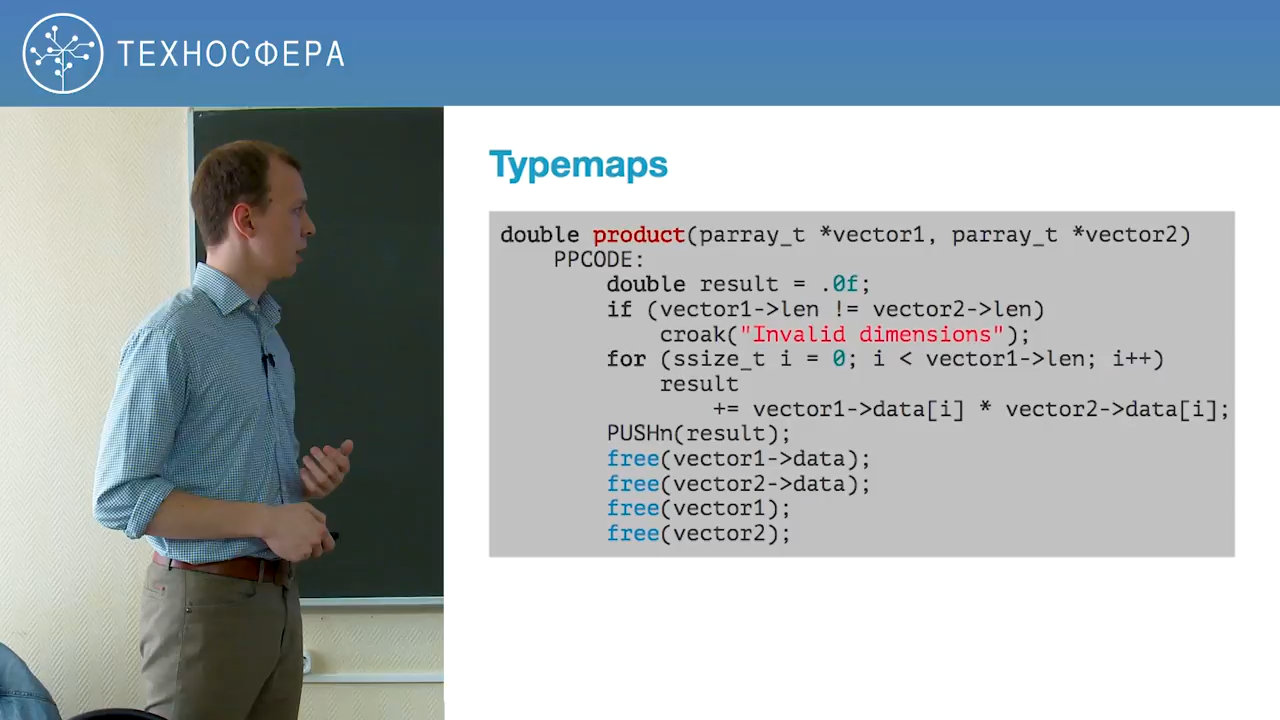 ТЕХНОСФЕРА
Typemaps
double product(parray_t *vector1, parray_t *vector2)
    PPCODE:
        double result = .0f;
        if (vector1->len != vector2->len)
            croak("Invalid dimensions");
        for (ssize_t i = 0; i < vector1->len; i++)
            result
                += vector1->data[i] * vector2->data[i];
        PUSHn(result);
        free(vector1->data);
        free(vector2->data);
        free(vector1);
        free(vector2);